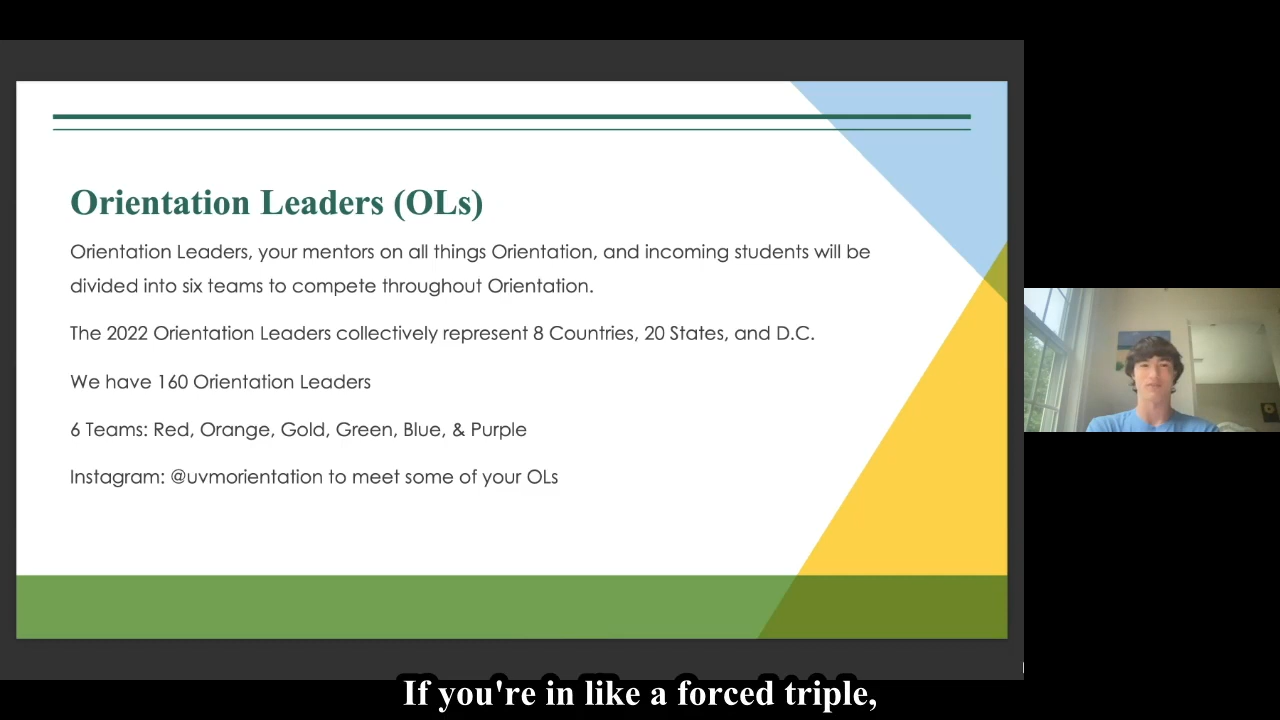 Orientation Leaders (OLs)
Orientation Leaders, your mentors on all things Orientation, and incoming students will be
divided into six teams to compete throughout Orientation.
The 2022 Orientation Leaders collectively represent 8 Countries, 20 States, and D.C.
We have 160 Orientation Leaders
6 Teams: Red, Orange, Gold, Green, Blue, & Purple
Instagram: @uvmorientation to meet some of your OLs
If you're in like a forced triple,